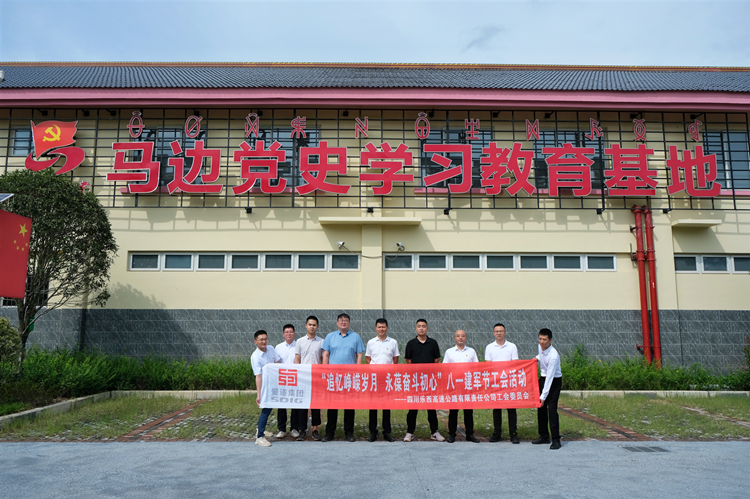 马边党史学习教育基地
"追忆峥嵘岁月 永葆奋斗初心"八一建军节工会活动
——四川乐西高速公路有限责任公司工会委员会
蜀道集团
SDIG